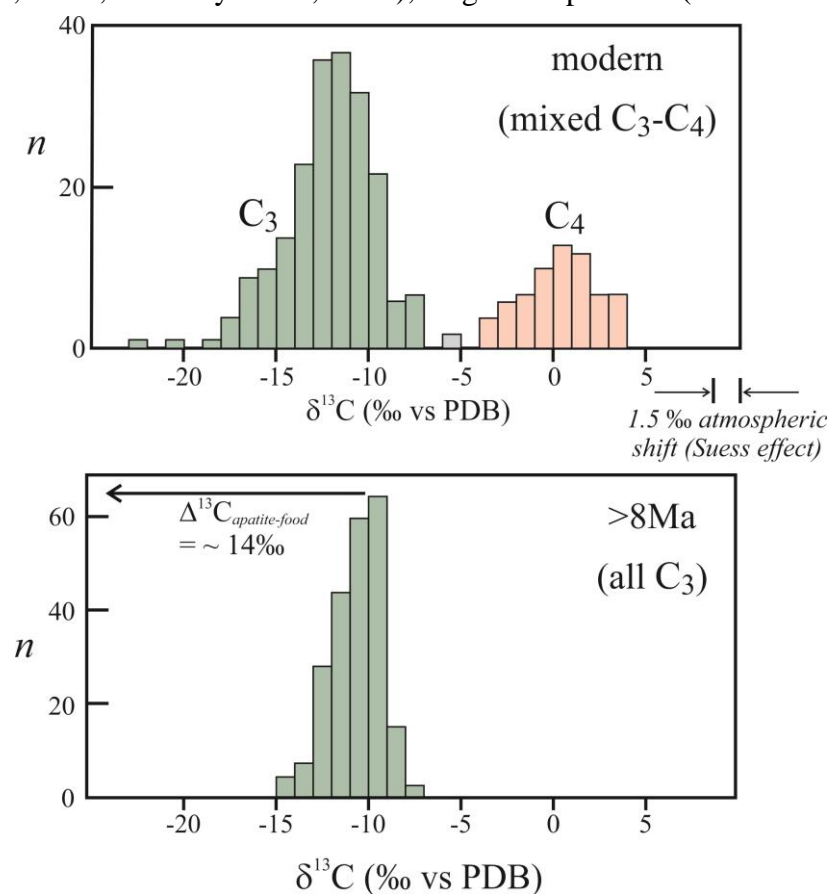 40
modern
(mixed C3-C4)
n
20
C3
C4
0
-20 -15 -10 -5 0 5
δ13C (‰ vs PDB)
1.5 ‰ atmospheric
shift (Suess effect)
60
Δ13Capatite-food
= ~ 14‰
>8Ma
(all C3)
40
n
20
0
-20 -15 -10 -5 0 5
δ13C (‰ vs PDB)